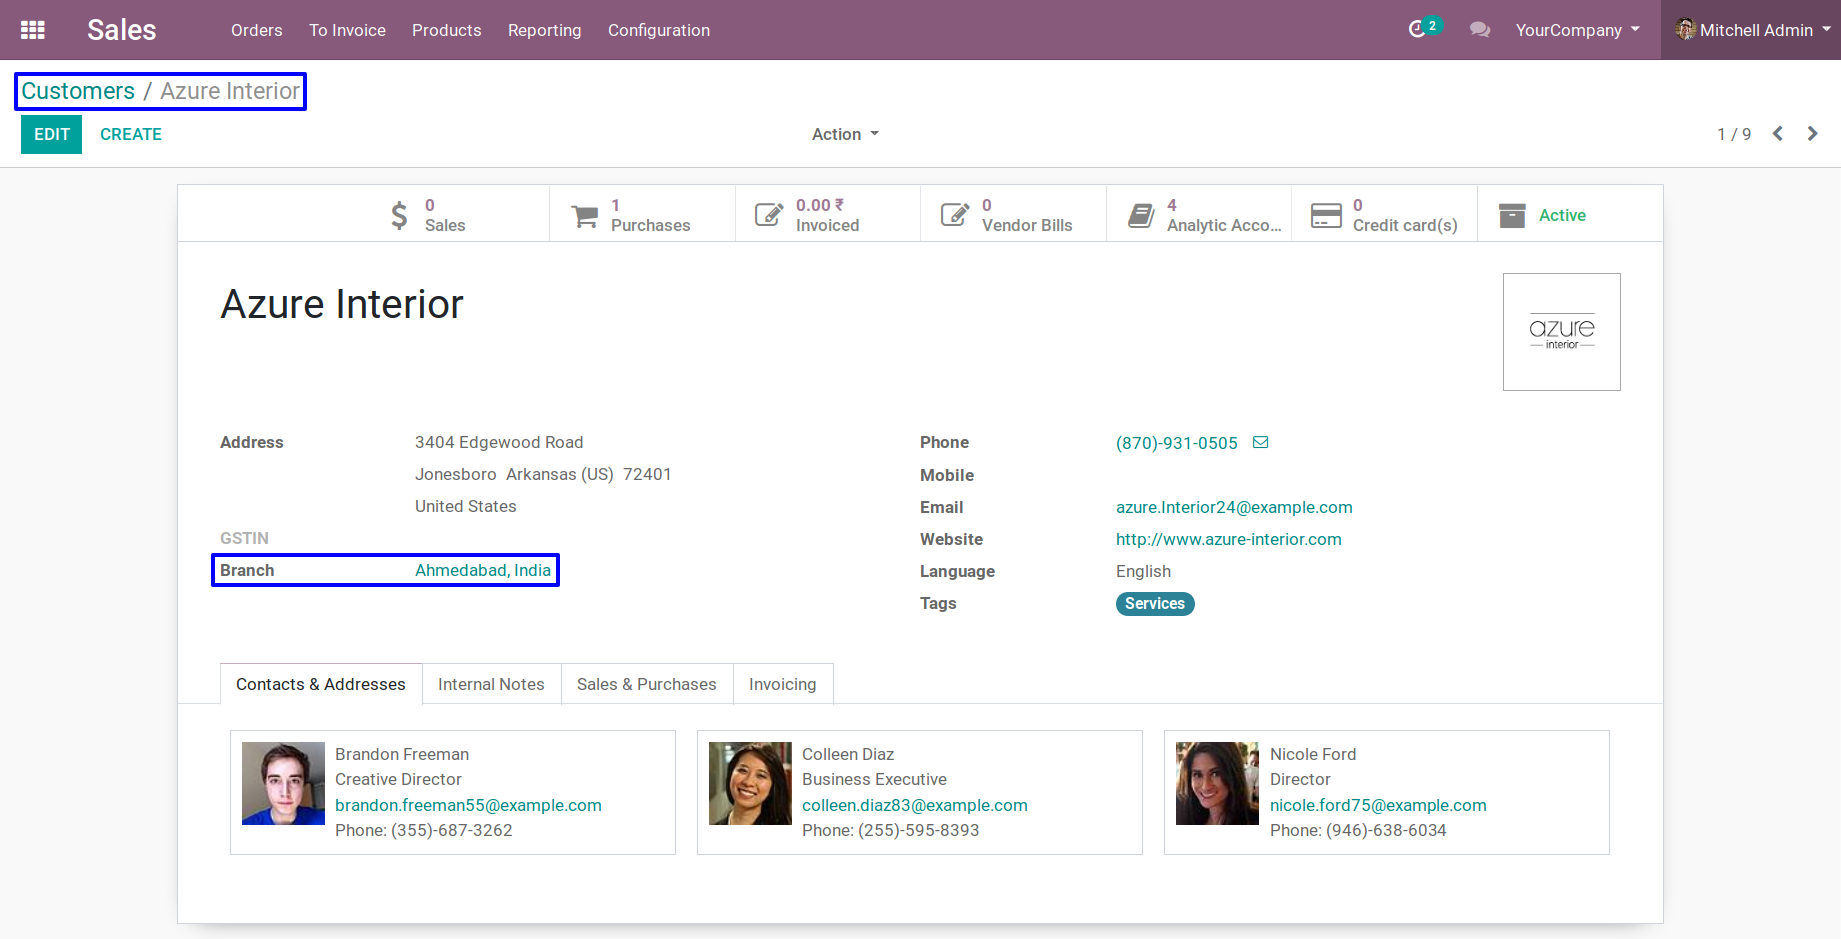 Sales Orders To Invoice Products Reporting Configuration 2 YourCompany Mitchell Admin
Customers / Azure Interior
EDIT CREATE Action 1 / 9
0 Sales
1 Purchases
0.00 ₹ Invoiced
0 Vendor Bills
4 Analytic Acco...
0 Credit card(s)
Active
Azure Interior
azure
interior
Address 3404 Edgewood Road
Jonesboro Arkansas (US) 72401
United States
GSTIN
Branch Ahmedabad, India
Phone (870)-931-0505
Mobile
Email azure.Interior24@example.com
Website http://www.azure-interior.com
Language English
Tags Services
Contacts & Addresses Internal Notes Sales & Purchases Invoicing
Brandon Freeman
Creative Director
brandon.freeman55@example.com
Phone: (355)-687-3262
Colleen Diaz
Business Executive
colleen.diaz83@example.com
Phone: (255)-595-8393
Nicole Ford
Director
nicole.ford75@example.com
Phone: (946)-638-6034